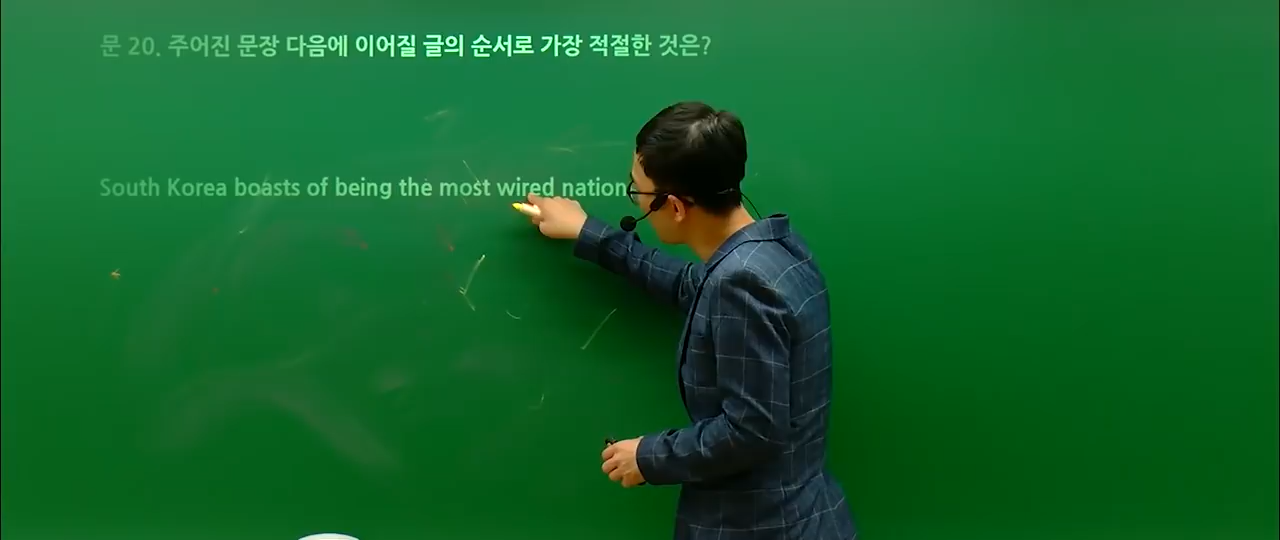 문 20. 주어진 문장 다음에 이어질 글의 순서로 가장 적절한 것은?
South Korea boasts of being the most wired nation